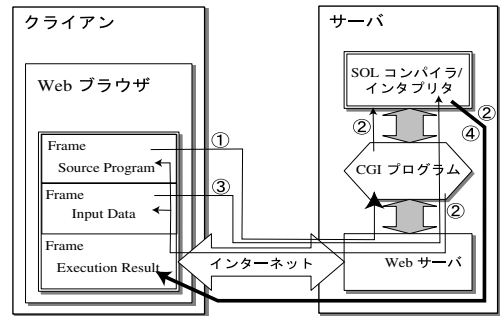 クライアン
Web ブラウザ
Frame
Source Program
Frame
Input Data
Frame
Execution Result
①
③
インターネット
サーバ
SOL コンパイラ/
インタプリタ
②
②
④
CGI プログラム
②
Web サーバ